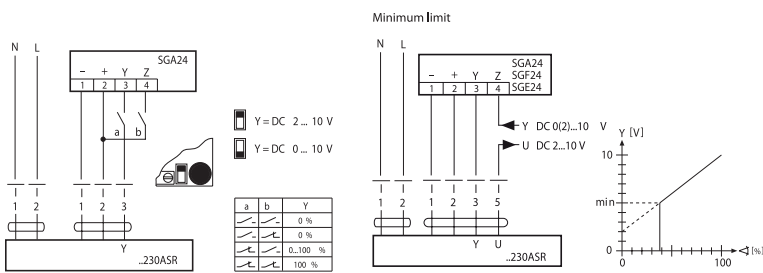 N L
SGA24
– + Y Z
1 2 3 4
a b
Y = DC 2 ... 10 V
Y = DC 0 ... 10 V
1 2 1 2 3
Y
..230ASR
a b Y
0 %
0 %
0...100 %
100 %
Minimum limit
N L
SGA24
SGF24
SGE24
– + Y Z
1 2 3 4
Y DC 0(2)...10 V
U DC 2...10 V
1 2 1 2 3 5
Y U
..230ASR
Y [V]
10
min
0
0 100 [%]